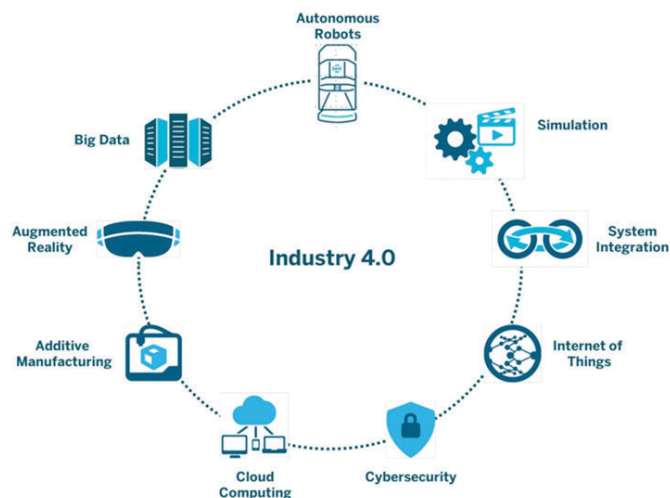 Autonomous
Robots
Simulation
System
Integration
Internet of
Things
Cybersecurity
Cloud
Computing
Additive
Manufacturing
Augmented
Reality
Big Data
Industry 4.0